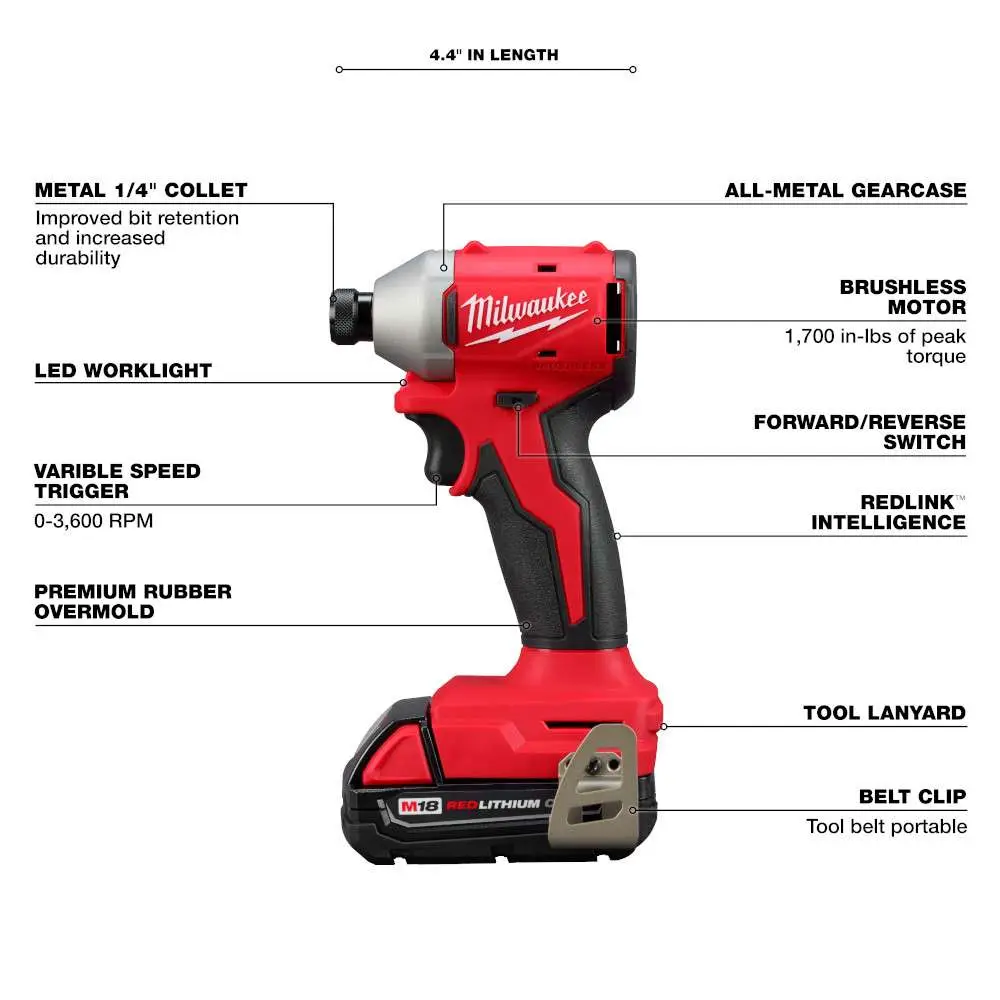 4.4" IN LENGTH
METAL 1/4" COLLET
Improved bit retention
and increased
durability
ALL-METAL GEARCASE
Milwaukee
BRUSHLESS
BRUSHLESS
MOTOR
1,700 in-lbs of peak
torque
LED WORKLIGHT
FORWARD/REVERSE
SWITCH
VARIBLE SPEED
TRIGGER
0-3,600 RPM
REDLINK™
INTELLIGENCE
PREMIUM RUBBER
OVERMOLD
TOOL LANYARD
M18 REDLITHIUM
BELT CLIP
Tool belt portable